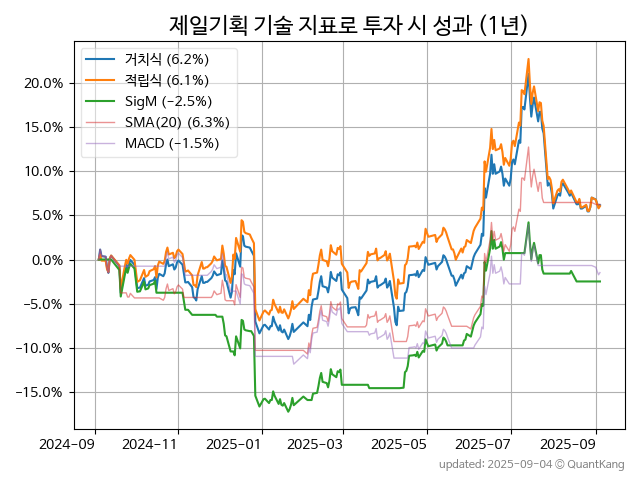 제일기획 기술 지표로 투자 시 성과 (1년)
거치식 (6.2%)
적립식 (6.1%)
SigM (−2.5%)
SMA(20) (6.3%)
MACD (−1.5%)
20.0%
15.0%
10.0%
5.0%
0.0%
−5.0%
−10.0%
−15.0%
2024-09 2024-11 2025-01 2025-03 2025-05 2025-07 2025-09
updated: 2025-09-04 © QuantKang